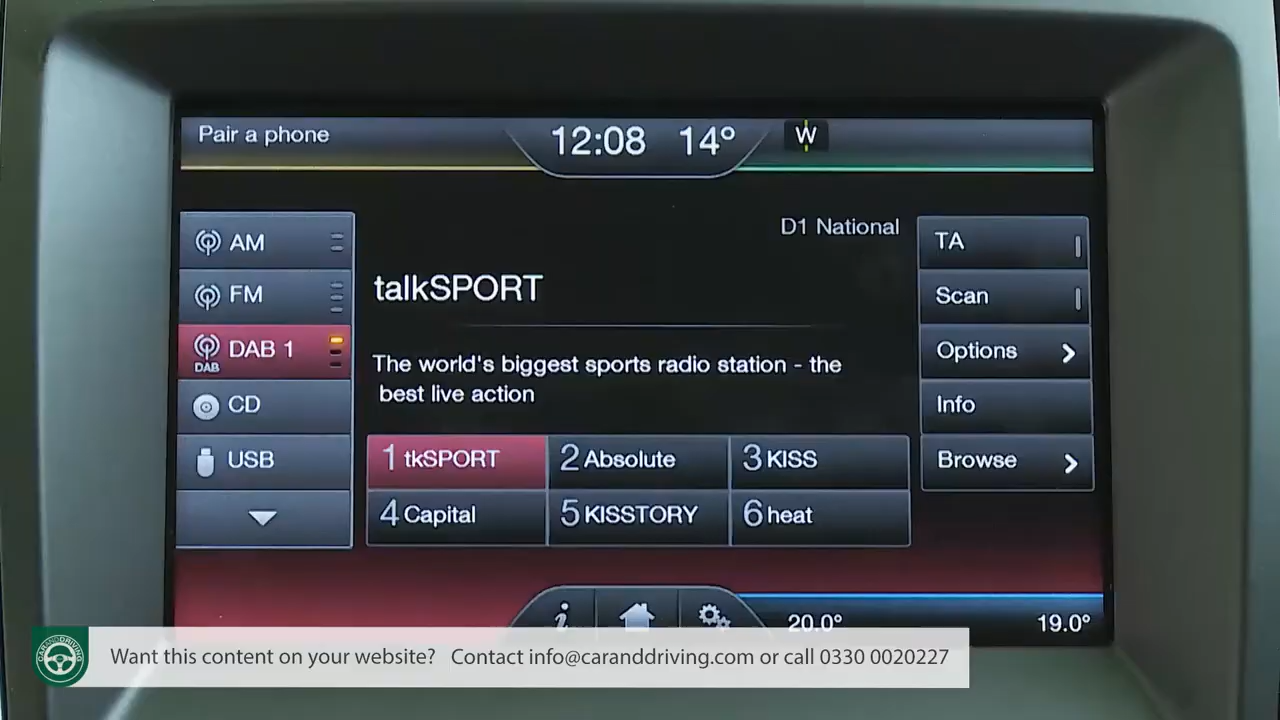 Pair a phone
12:08 14°
W
AM
FM
DAB 1
DAB
CD
USB
D1 National
talkSPORT
The world's biggest sports radio station - the
best live action
1 tkSPORT
2 Absolute
3 KISS
4 Capital
5 KISSTORY
6 heat
TA
Scan
Options
Info
Browse
i
20.0°
19.0°
CARANDDRIVING
Want this content on your website? Contact info@caranddriving.com or call 0330 0020227